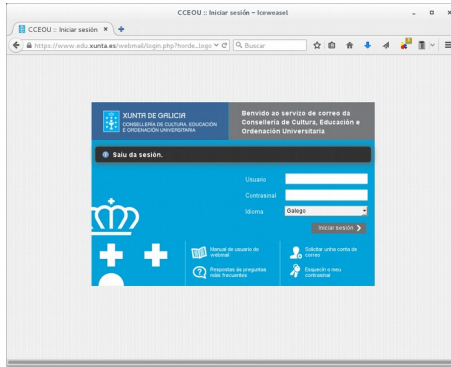 CCEOU :: Iniciar sesión - Iceweasel
CCEOU :: Iniciar sesión
https://www.edu.xunta.es/webmail/login.php?horde_logo
Buscar
XUNTA DE GALICIA
CONSELLERÍA DE CULTURA, EDUCACIÓN
E ORDENACIÓN UNIVERSITARIA
Benvido ao servizo de correo da
Consellería de Cultura, Educación e
Ordenación Universitaria
Saíu da sesión.
Usuario
Contrasinal
Idioma
Galego
Iniciar sesión
Manual de usuario do
webmail
Solicitar unha conta de
correo
Respostas ás preguntas
máis frecuentes
Esquecín o meu
contrasinal